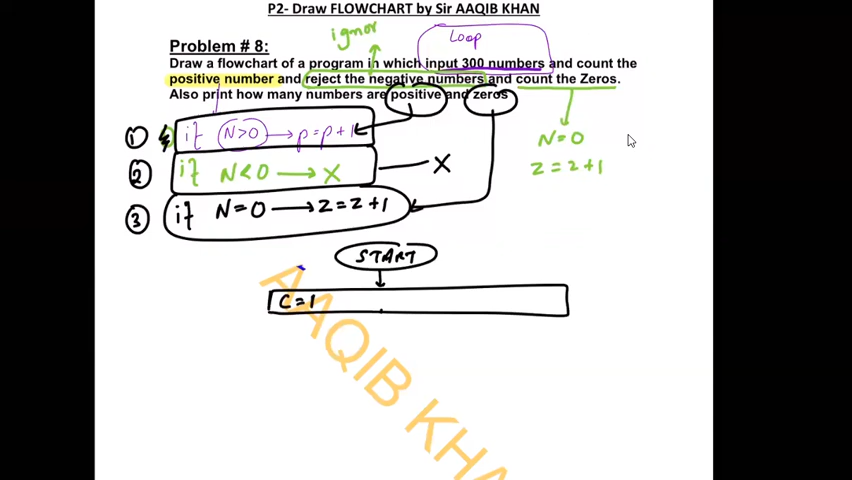 P2- Draw FLOWCHART by Sir AAQIB KHAN
ignor
Loop
Problem # 8:
Draw a flowchart of a program in which input 300 numbers and count the
positive number and reject the negative numbers and count the Zeros.
Also print how many numbers are positive and zeros
① if N>0 → p=p+1
N=0
② if N<0 → X — X
Z=Z+1
③ if N=0 → Z=Z+1
START
C=1
AAQIB KHAN